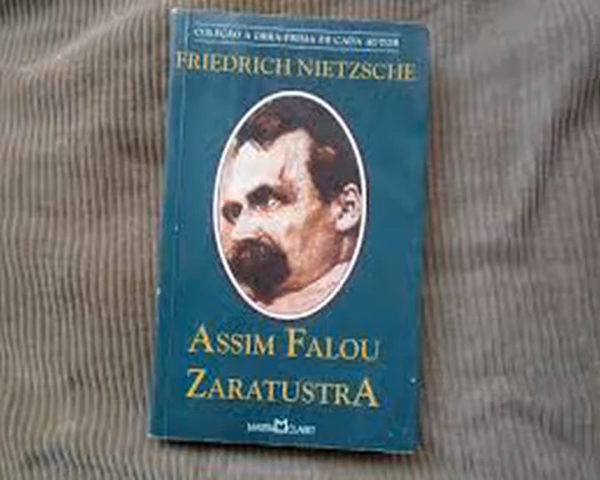 COLEÇÃO A OBRA-PRIMA DE CADA AUTOR
FRIEDRICH NIETZSCHE
ASSIM FALOU
ZARATUSTRA
MARTIN CLARET